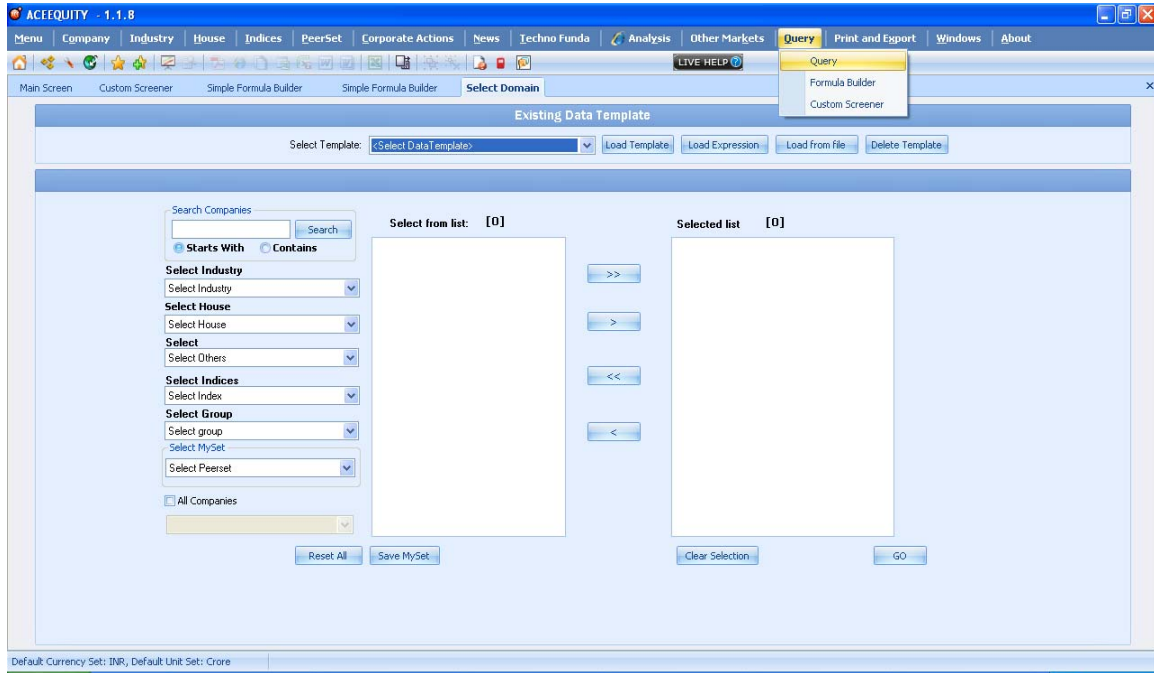 ACEEQUITY - 1.1.8
Menu Company Industry House Indices PeerSet Corporate Actions News Techno Funda Analysis Other Markets Query Print and Export Windows About
LIVE HELP ?
Query
Formula Builder
Custom Screener
Main Screen Custom Screener Simple Formula Builder Simple Formula Builder Select Domain
Existing Data Template
Select Template: <Select DataTemplate> Load Template Load Expression Load from file Delete Template
Search Companies
Search
Starts With Contains
Select from list: [0]
Selected list [0]
Select Industry
Select Industry
Select House
Select House
Select
Select Others
Select Indices
Select Index
Select Group
Select group
Select MySet
Select Peerset
All Companies
>>
>
<<
<
Reset All Save MySet Clear Selection GO
Default Currency Set: INR, Default Unit Set: Crore